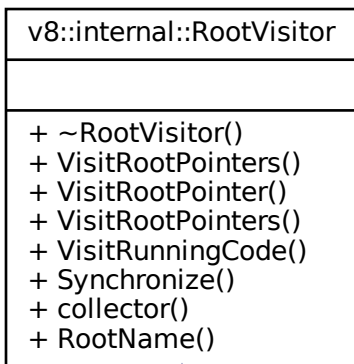 v8::internal::RootVisitor
+ ~RootVisitor()
+ VisitRootPointers()
+ VisitRootPointer()
+ VisitRootPointers()
+ VisitRunningCode()
+ Synchronize()
+ collector()
+ RootName()